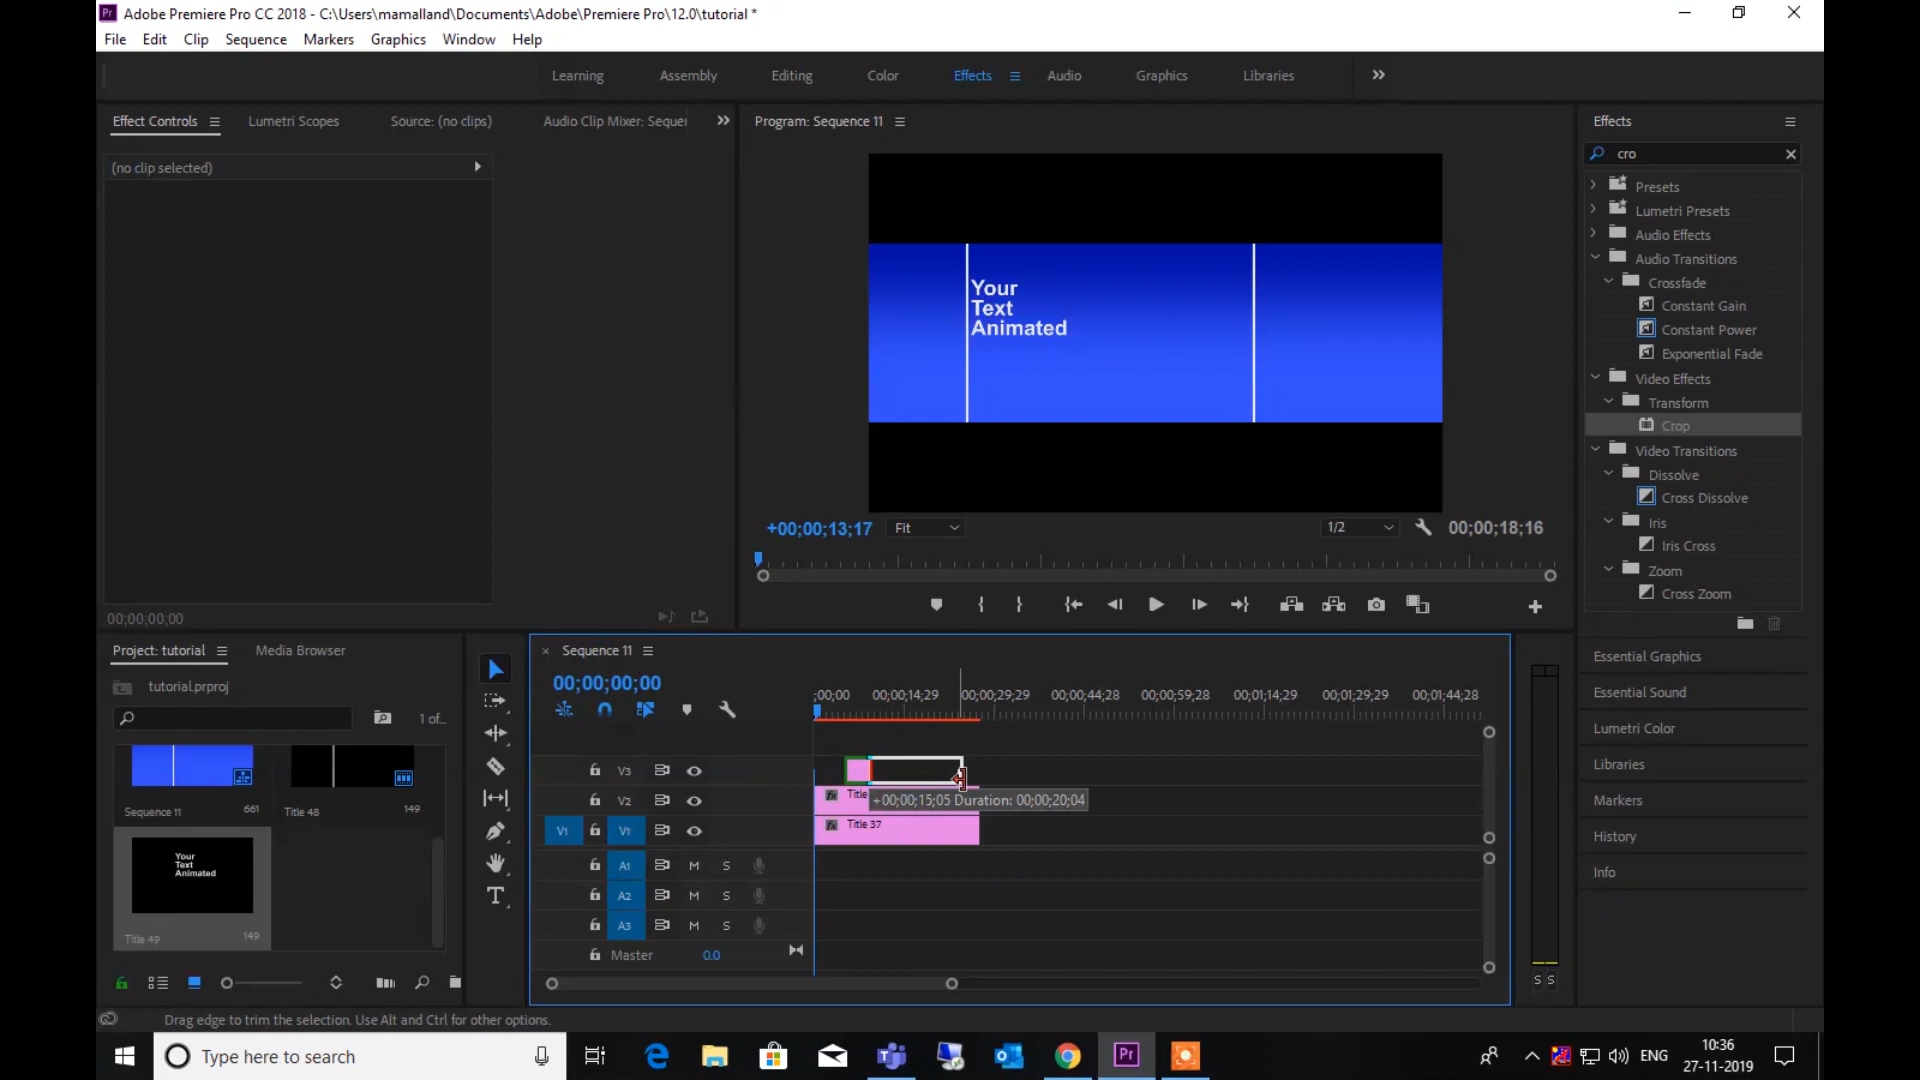 Pr Adobe Premiere Pro CC 2018 - C:\Users\mamalland\Documents\Adobe\Premiere Pro\12.0\tutorial *
File Edit Clip Sequence Markers Graphics Window Help
Learning Assembly Editing Color Effects Audio Graphics Libraries
Effect Controls Lumetri Scopes Source: (no clips) Audio Clip Mixer: Sequer
(no clip selected)
00;00;00;00
Program: Sequence 11
Your
Text
Animated
+00;00;13;17 Fit 1/2 00;00;18;16
Effects
cro
Presets
Lumetri Presets
Audio Effects
Audio Transitions
Crossfade
Constant Gain
Constant Power
Exponential Fade
Video Effects
Transform
Crop
Video Transitions
Dissolve
Cross Dissolve
Iris
Iris Cross
Zoom
Cross Zoom
Essential Graphics
Essential Sound
Lumetri Color
Libraries
Markers
History
Info
Project: tutorial Media Browser
tutorial.prproj
1 of...
Sequence 11 661 Title 48 149
Your
Text
Animated
Title 49 149
× Sequence 11
00;00;00;00
;00;00 00;00;14;29 00;00;29;29 00;00;44;28 00;00;59;28 00;01;14;29 00;01;29;29 00;01;44;28
V3
V2 fx Title
+00;00;15;05 Duration: 00;00;20;04
V1 V1 fx Title 37
A1 M S
A2 M S
A3 M S
Master 0.0
S S
Drag edge to trim the selection. Use Alt and Ctrl for other options.
Type here to search
Pr
ENG
10:36
27-11-2019